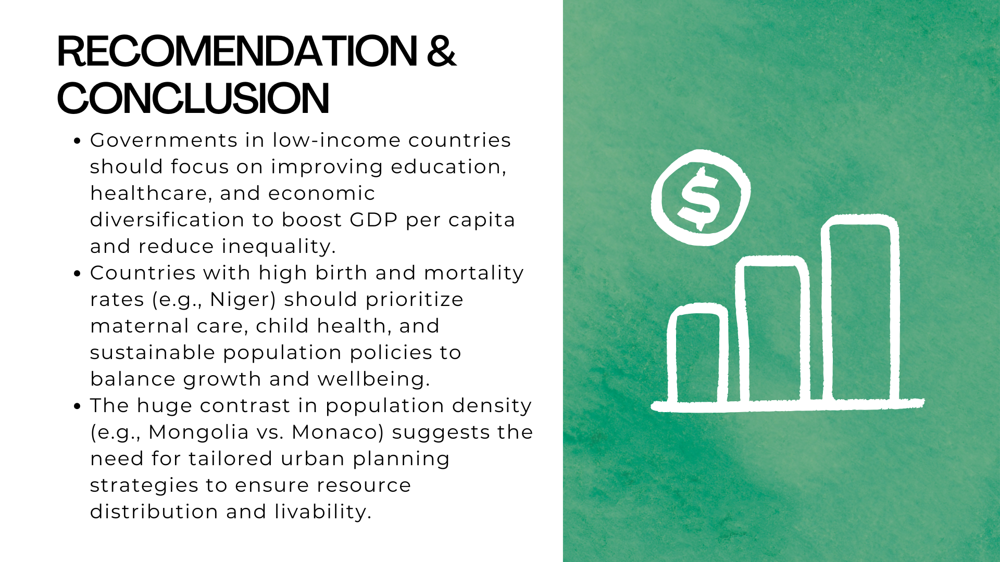 RECOMENDATION &
CONCLUSION
• Governments in low-income countries
should focus on improving education,
healthcare, and economic
diversification to boost GDP per capita
and reduce inequality.
• Countries with high birth and mortality
rates (e.g., Niger) should prioritize
maternal care, child health, and
sustainable population policies to
balance growth and wellbeing.
• The huge contrast in population density
(e.g., Mongolia vs. Monaco) suggests the
need for tailored urban planning
strategies to ensure resource
distribution and livability.
$